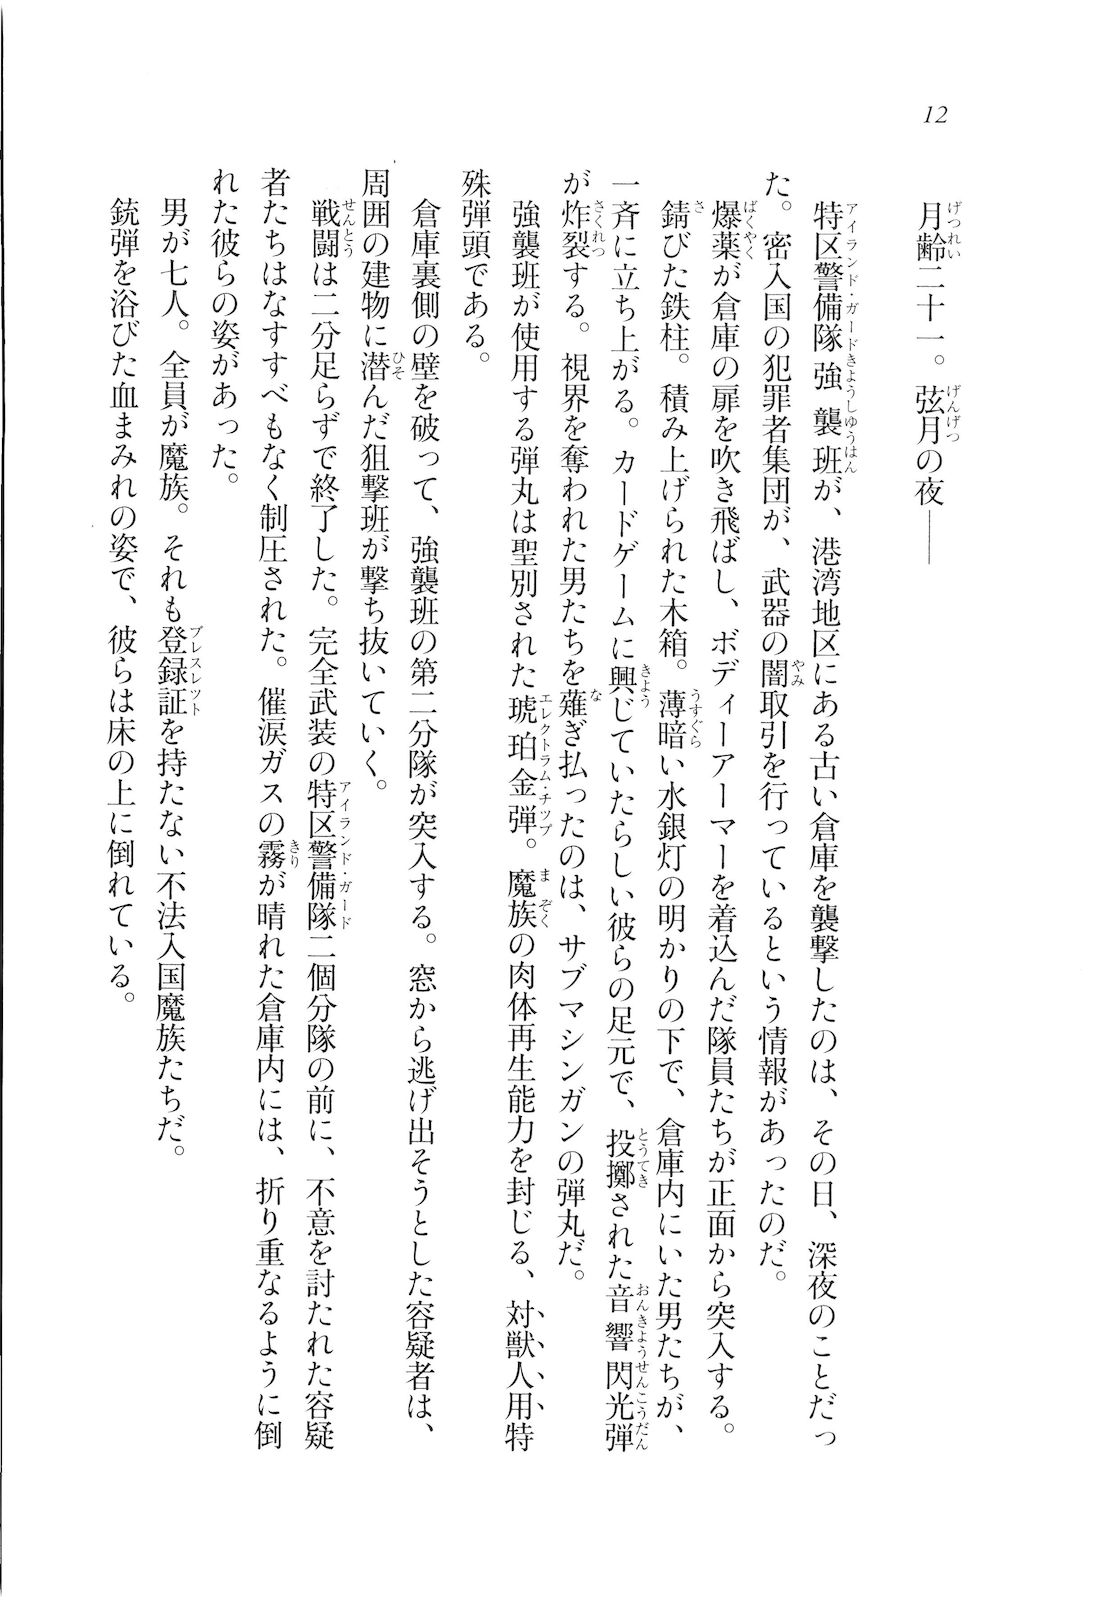 12
月齢二十一。弦月の夜――
特区警備隊強襲班が、港湾地区にある古い倉庫を襲撃したのは、その日、深夜のことだっ
た。密入国の犯罪者集団が、武器の闇取引を行っているという情報があったのだ。
爆薬が倉庫の扉を吹き飛ばし、ボディーアーマーを着込んだ隊員たちが正面から突入する。
錆びた鉄柱。積み上げられた木箱。薄暗い水銀灯の明かりの下で、倉庫内にいた男たちが、
一斉に立ち上がる。カードゲームに興じていたらしい彼らの足元で、投擲された音響閃光弾
が炸裂する。視界を奪われた男たちを薙ぎ払ったのは、サブマシンガンの弾丸だ。
強襲班が使用する弾丸は聖別された琥珀金弾。魔族の肉体再生能力を封じる、対獣人用特
殊弾頭である。
倉庫裏側の壁を破って、強襲班の第二分隊が突入する。窓から逃げ出そうとした容疑者は、
周囲の建物に潜んだ狙撃班が撃ち抜いていく。
戦闘は二分足らずで終了した。完全武装の特区警備隊二個分隊の前に、不意を討たれた容疑
者たちはなすすべもなく制圧された。催涙ガスの霧が晴れた倉庫内には、折り重なるように倒
れた彼らの姿があった。
男が七人。全員が魔族。それも登録証を持たない不法入国魔族たちだ。
銃弾を浴びた血まみれの姿で、彼らは床の上に倒れている。